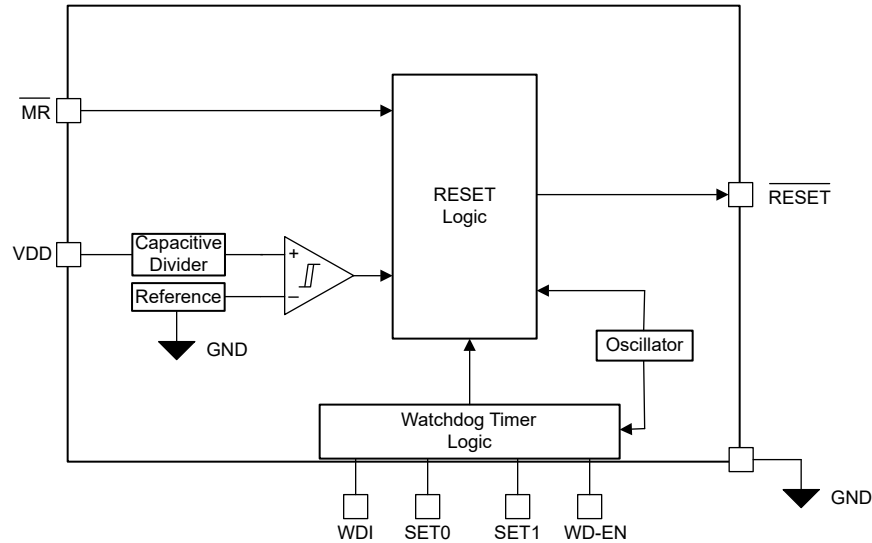 MR
RESET
Logic
RESET
VDD
Capacitive
Divider
+
Reference
−
GND
Oscillator
Watchdog Timer
Logic
GND
WDI
SET0
SET1
WD-EN